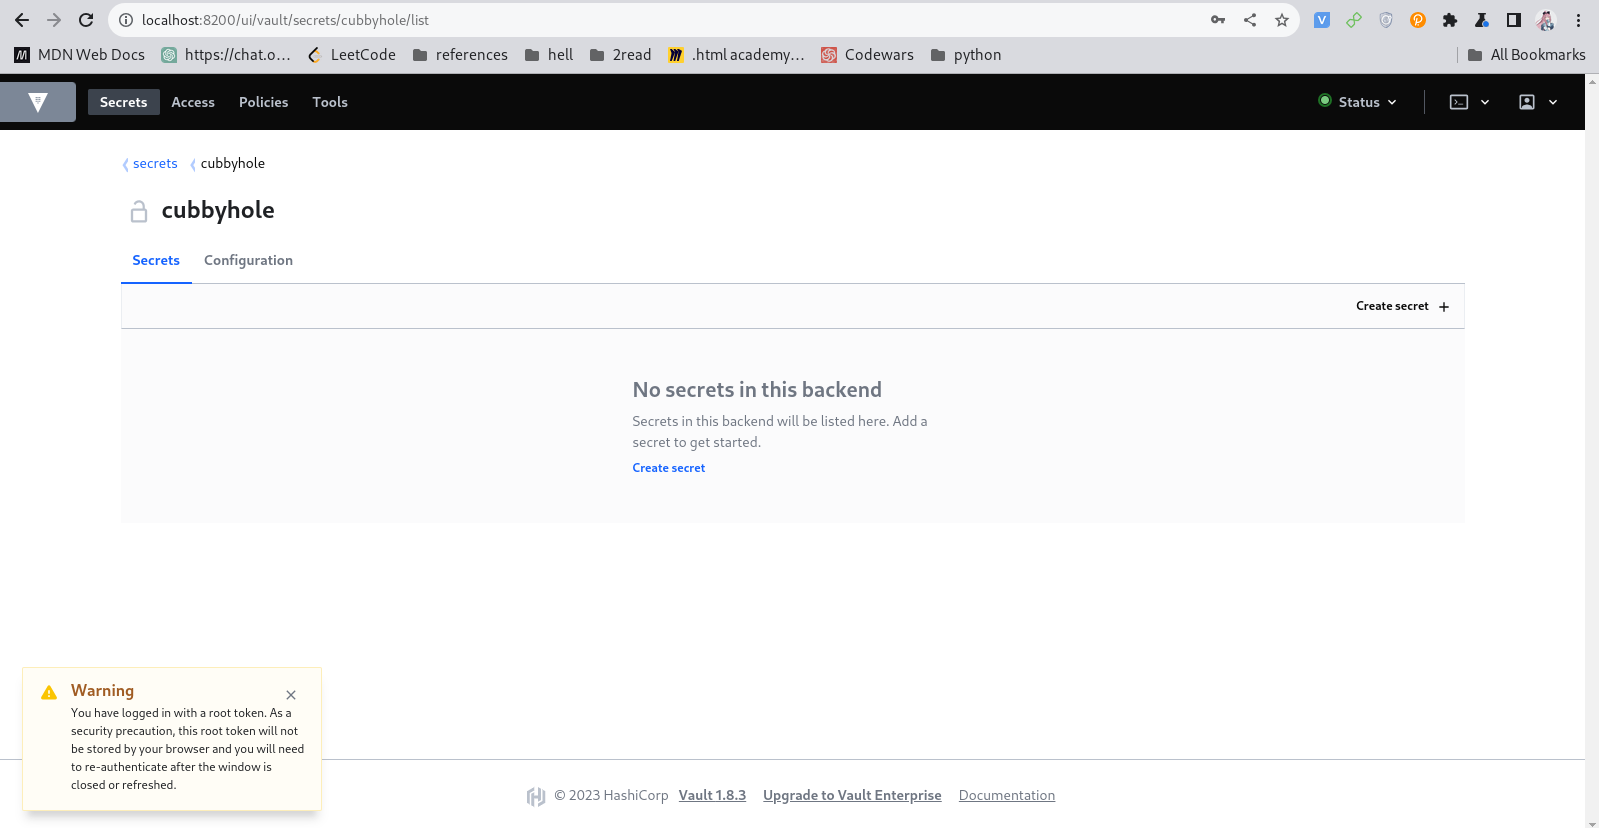 localhost:8200/ui/vault/secrets/cubbyhole/list
MDN Web Docs https://chat.o... LeetCode references hell 2read .html academy... Codewars python All Bookmarks
Secrets Access Policies Tools Status
secrets cubbyhole
cubbyhole
Secrets Configuration
Create secret +
No secrets in this backend
Secrets in this backend will be listed here. Add a
secret to get started.
Create secret
Warning
You have logged in with a root token. As a
security precaution, this root token will not
be stored by your browser and you will need
to re-authenticate after the window is
closed or refreshed.
© 2023 HashiCorp Vault 1.8.3 Upgrade to Vault Enterprise Documentation